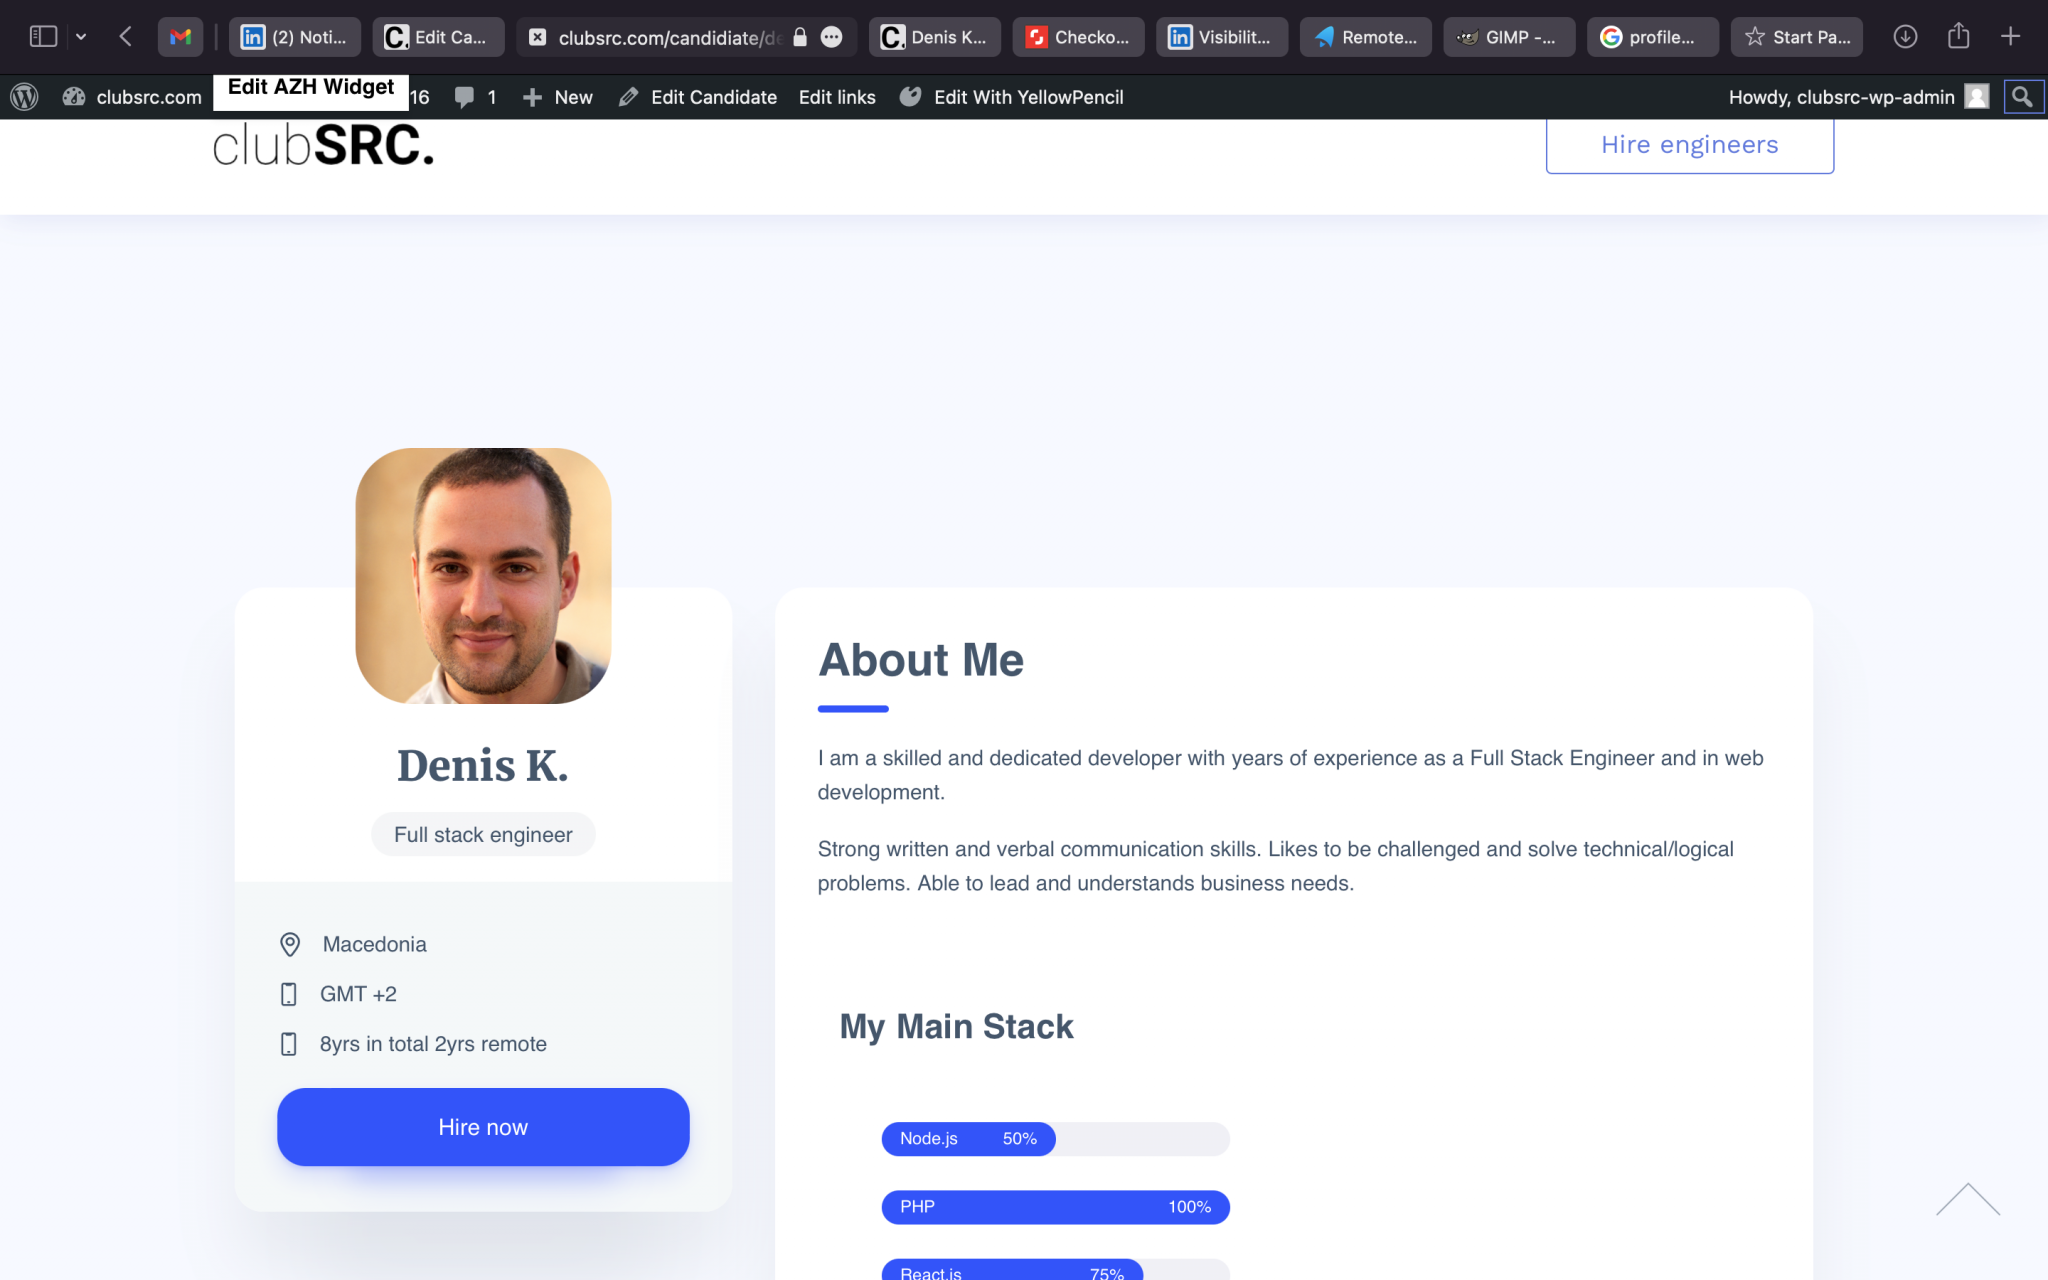 (2) Noti...
Edit Ca...
clubsrc.com/candidiate/de
Denis K...
Checko...
Visibilit...
Remote...
GIMP -...
profile...
Start Pa...
clubsrc.com
Edit AZH Widget
16
1
New
Edit Candidate
Edit links
Edit With YellowPencil
Howdy, clubsrc-wp-admin
clubSRC.
Hire engineers
Denis K.
Full stack engineer
Macedonia
GMT +2
8yrs in total 2yrs remote
Hire now
About Me
I am a skilled and dedicated developer with years of experience as a Full Stack Engineer and in web
development.
Strong written and verbal communication skills. Likes to be challenged and solve technical/logical
problems. Able to lead and understands business needs.
My Main Stack
Node.js 50%
PHP 100%
React.js 75%